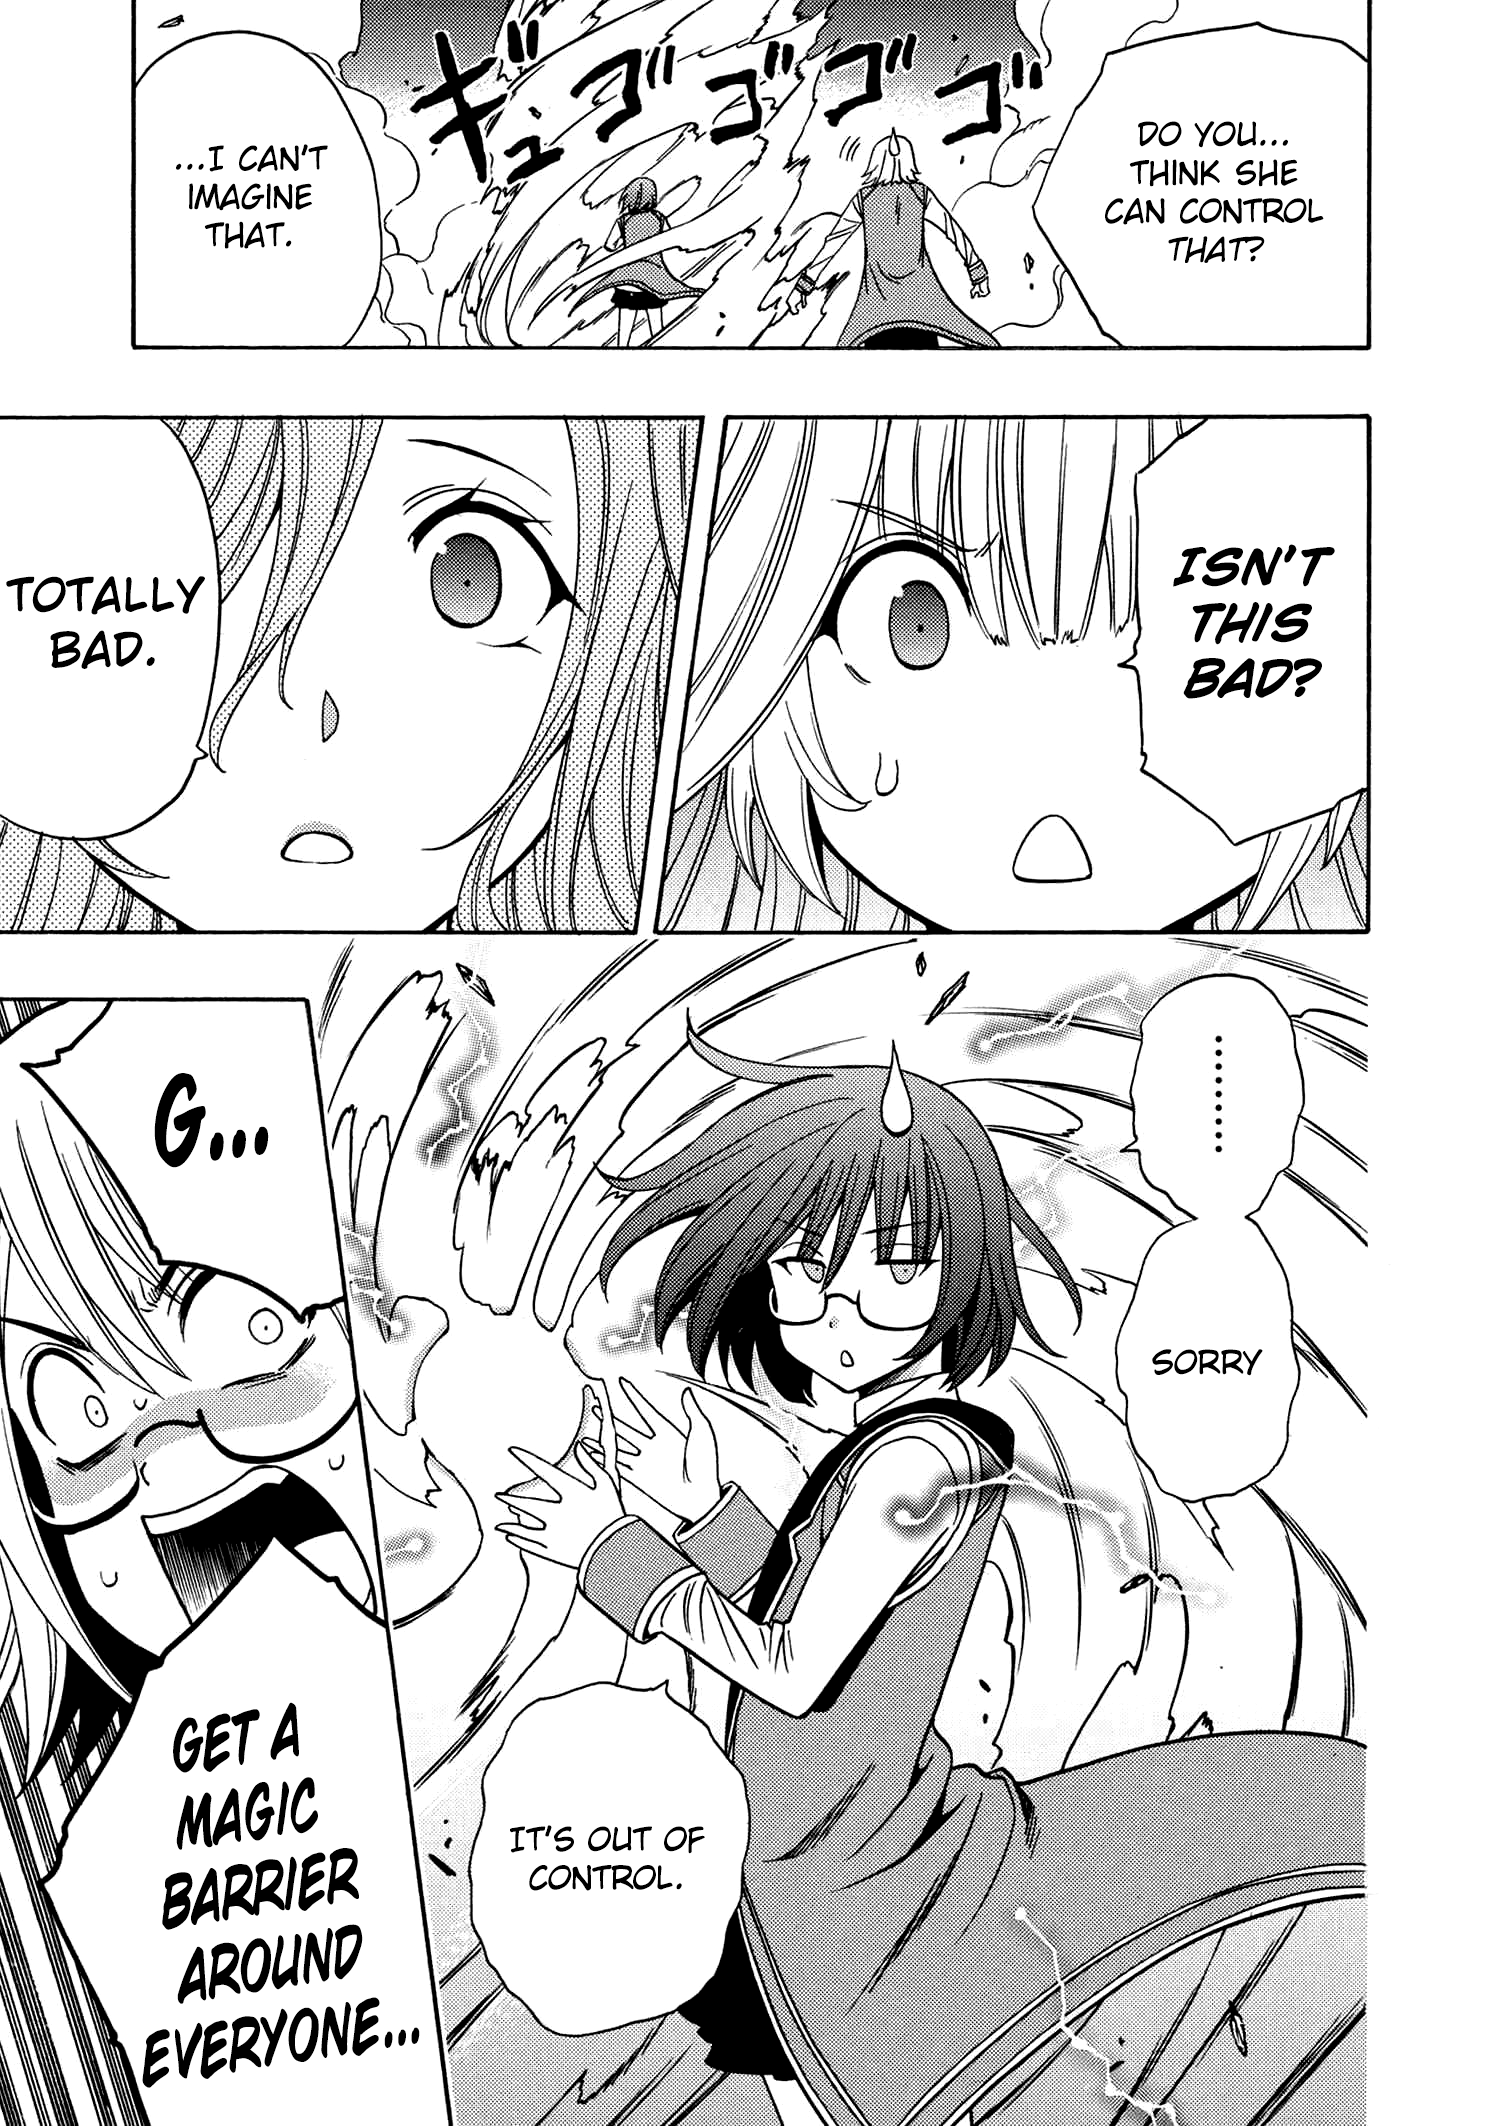 DO YOU...
THINK SHE
CAN CONTROL
THAT?
ギュゴゴゴゴ
...I CAN'T
IMAGINE
THAT.
ISN'T
THIS
BAD?
TOTALLY
BAD.
........
SORRY
IT'S OUT OF
CONTROL.
G...
GET A
MAGIC
BARRIER
AROUND
EVERYONE...